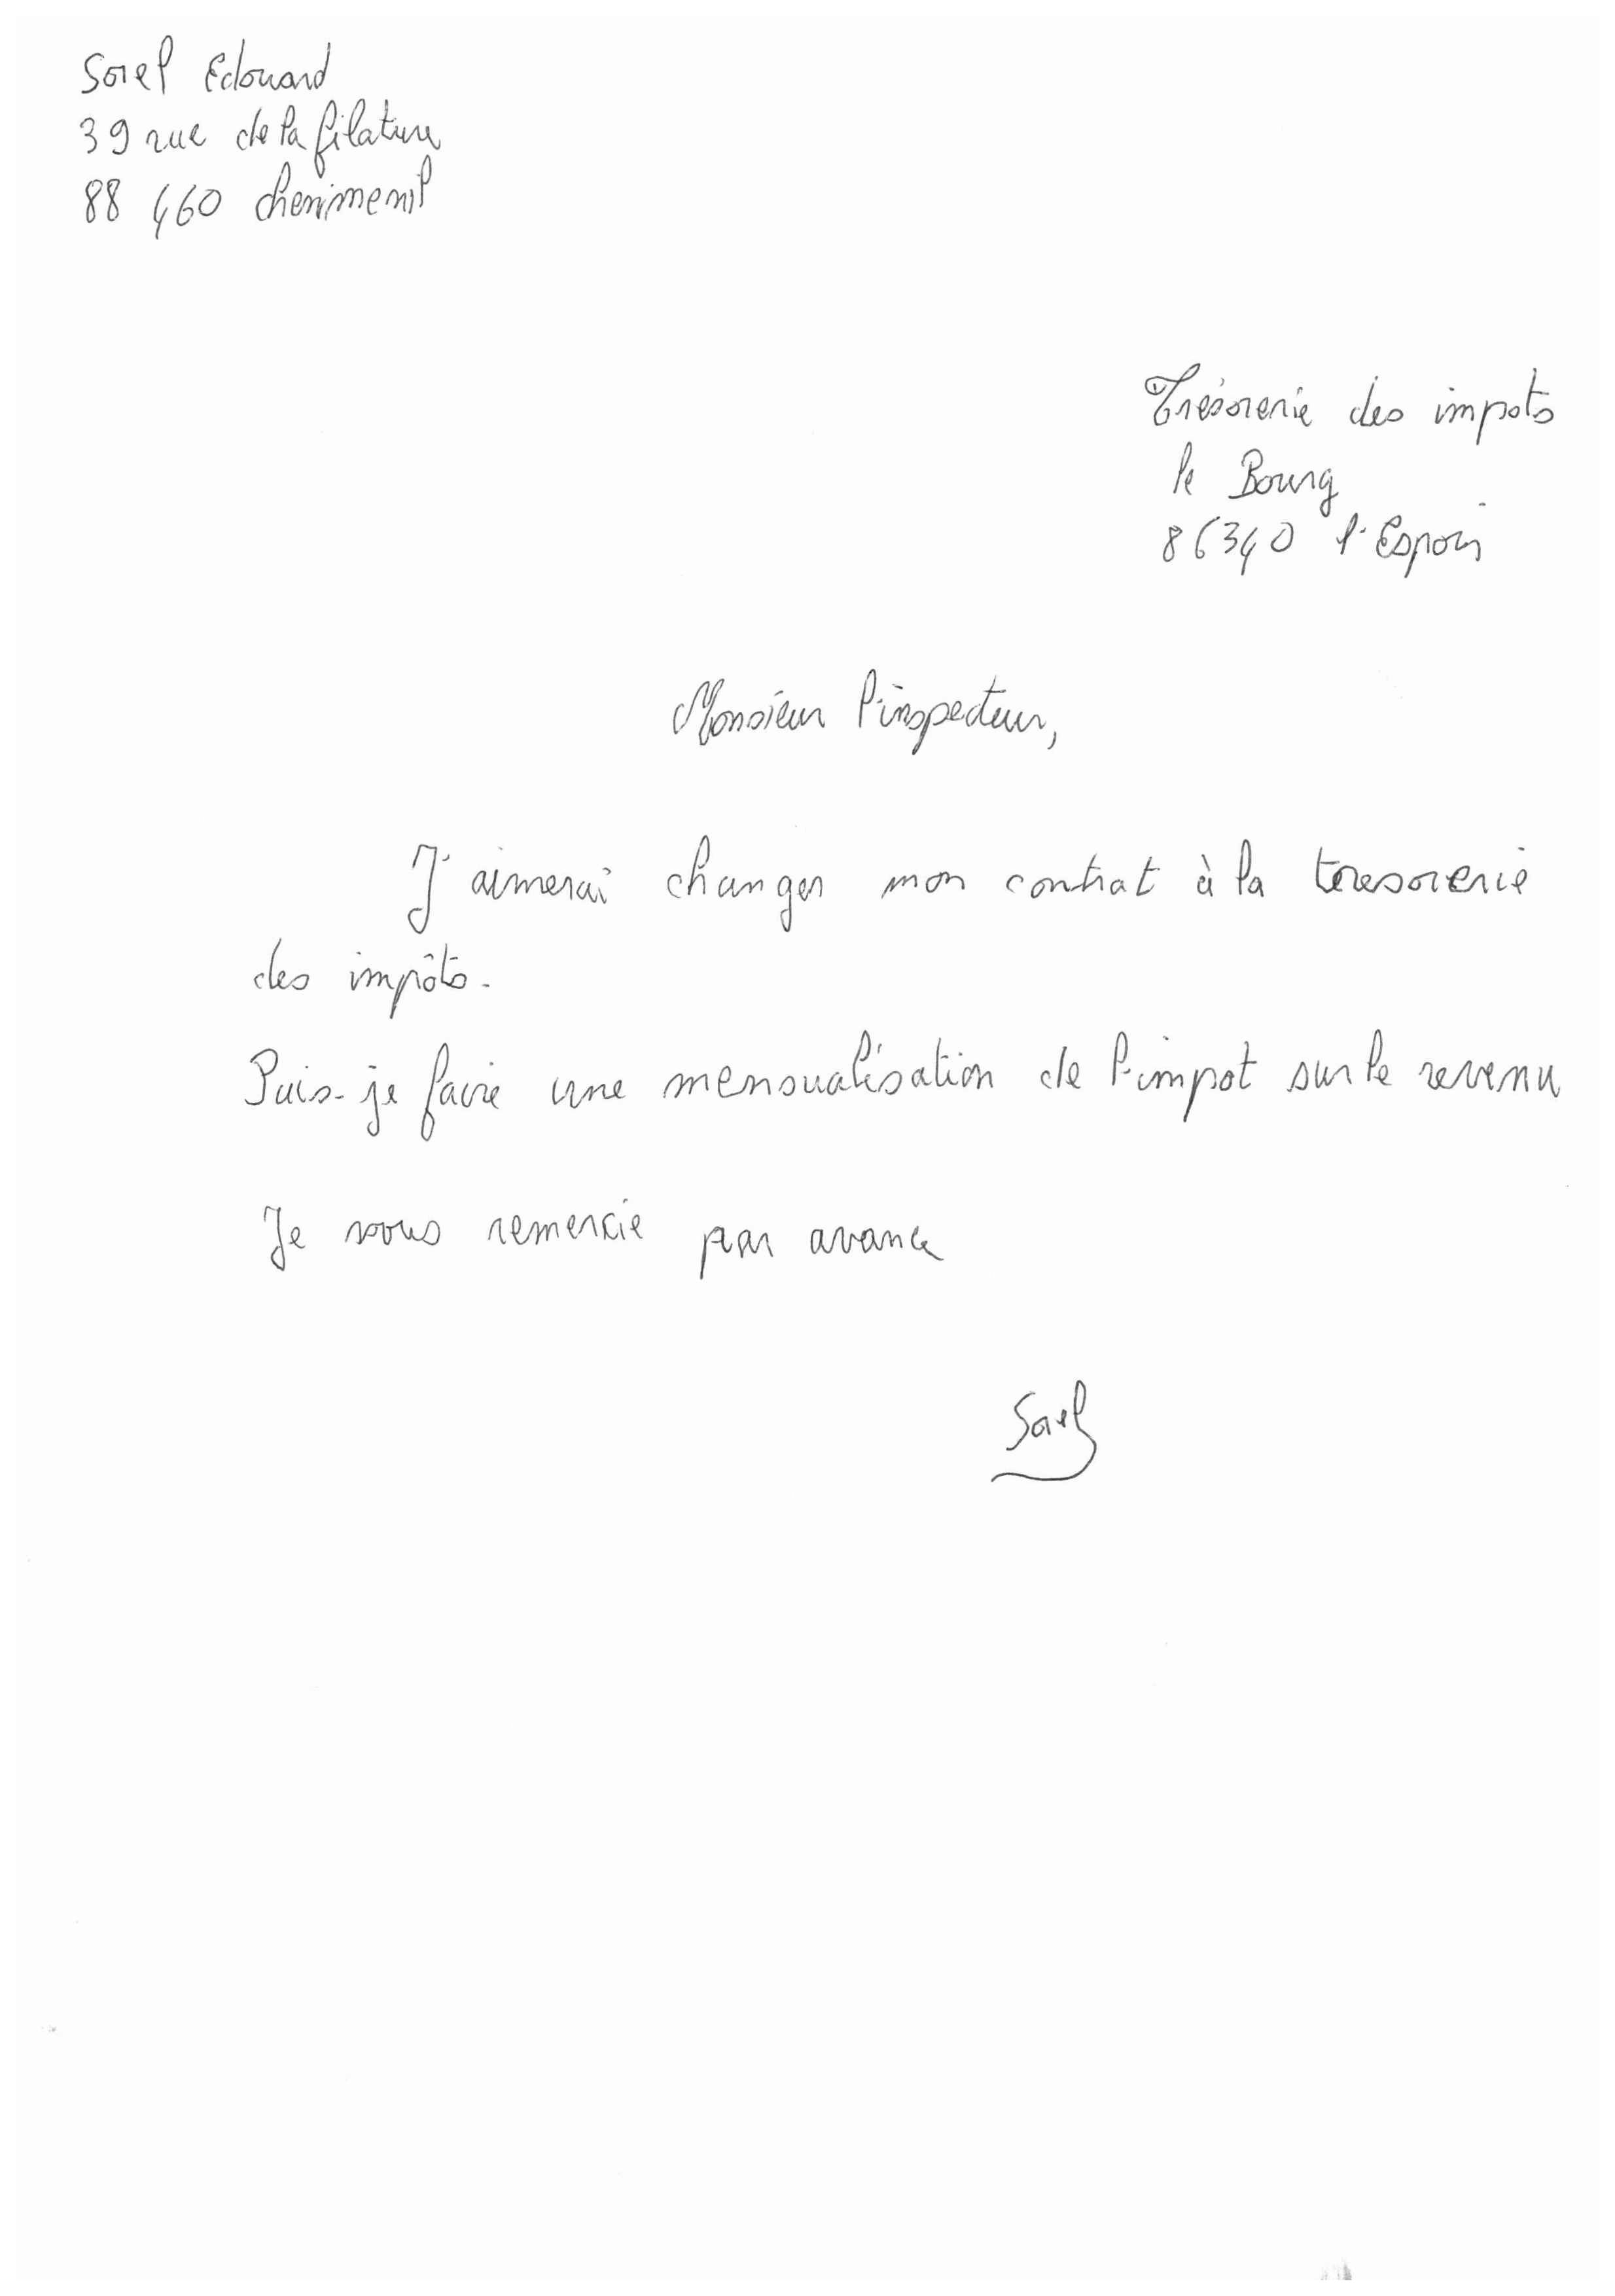 Sorel Edouard
39 rue de la filature
88 460 chenimenil
Trésorerie des impots
le Bourg
86340 l'Espoir
Monsieur l'inspecteur,
J'aimerai changer mon contrat à la tresorerie
des impôts.
Puis-je faire une mensualisation de l'impot sur le revenu
Je vous remercie par avance
Sorel